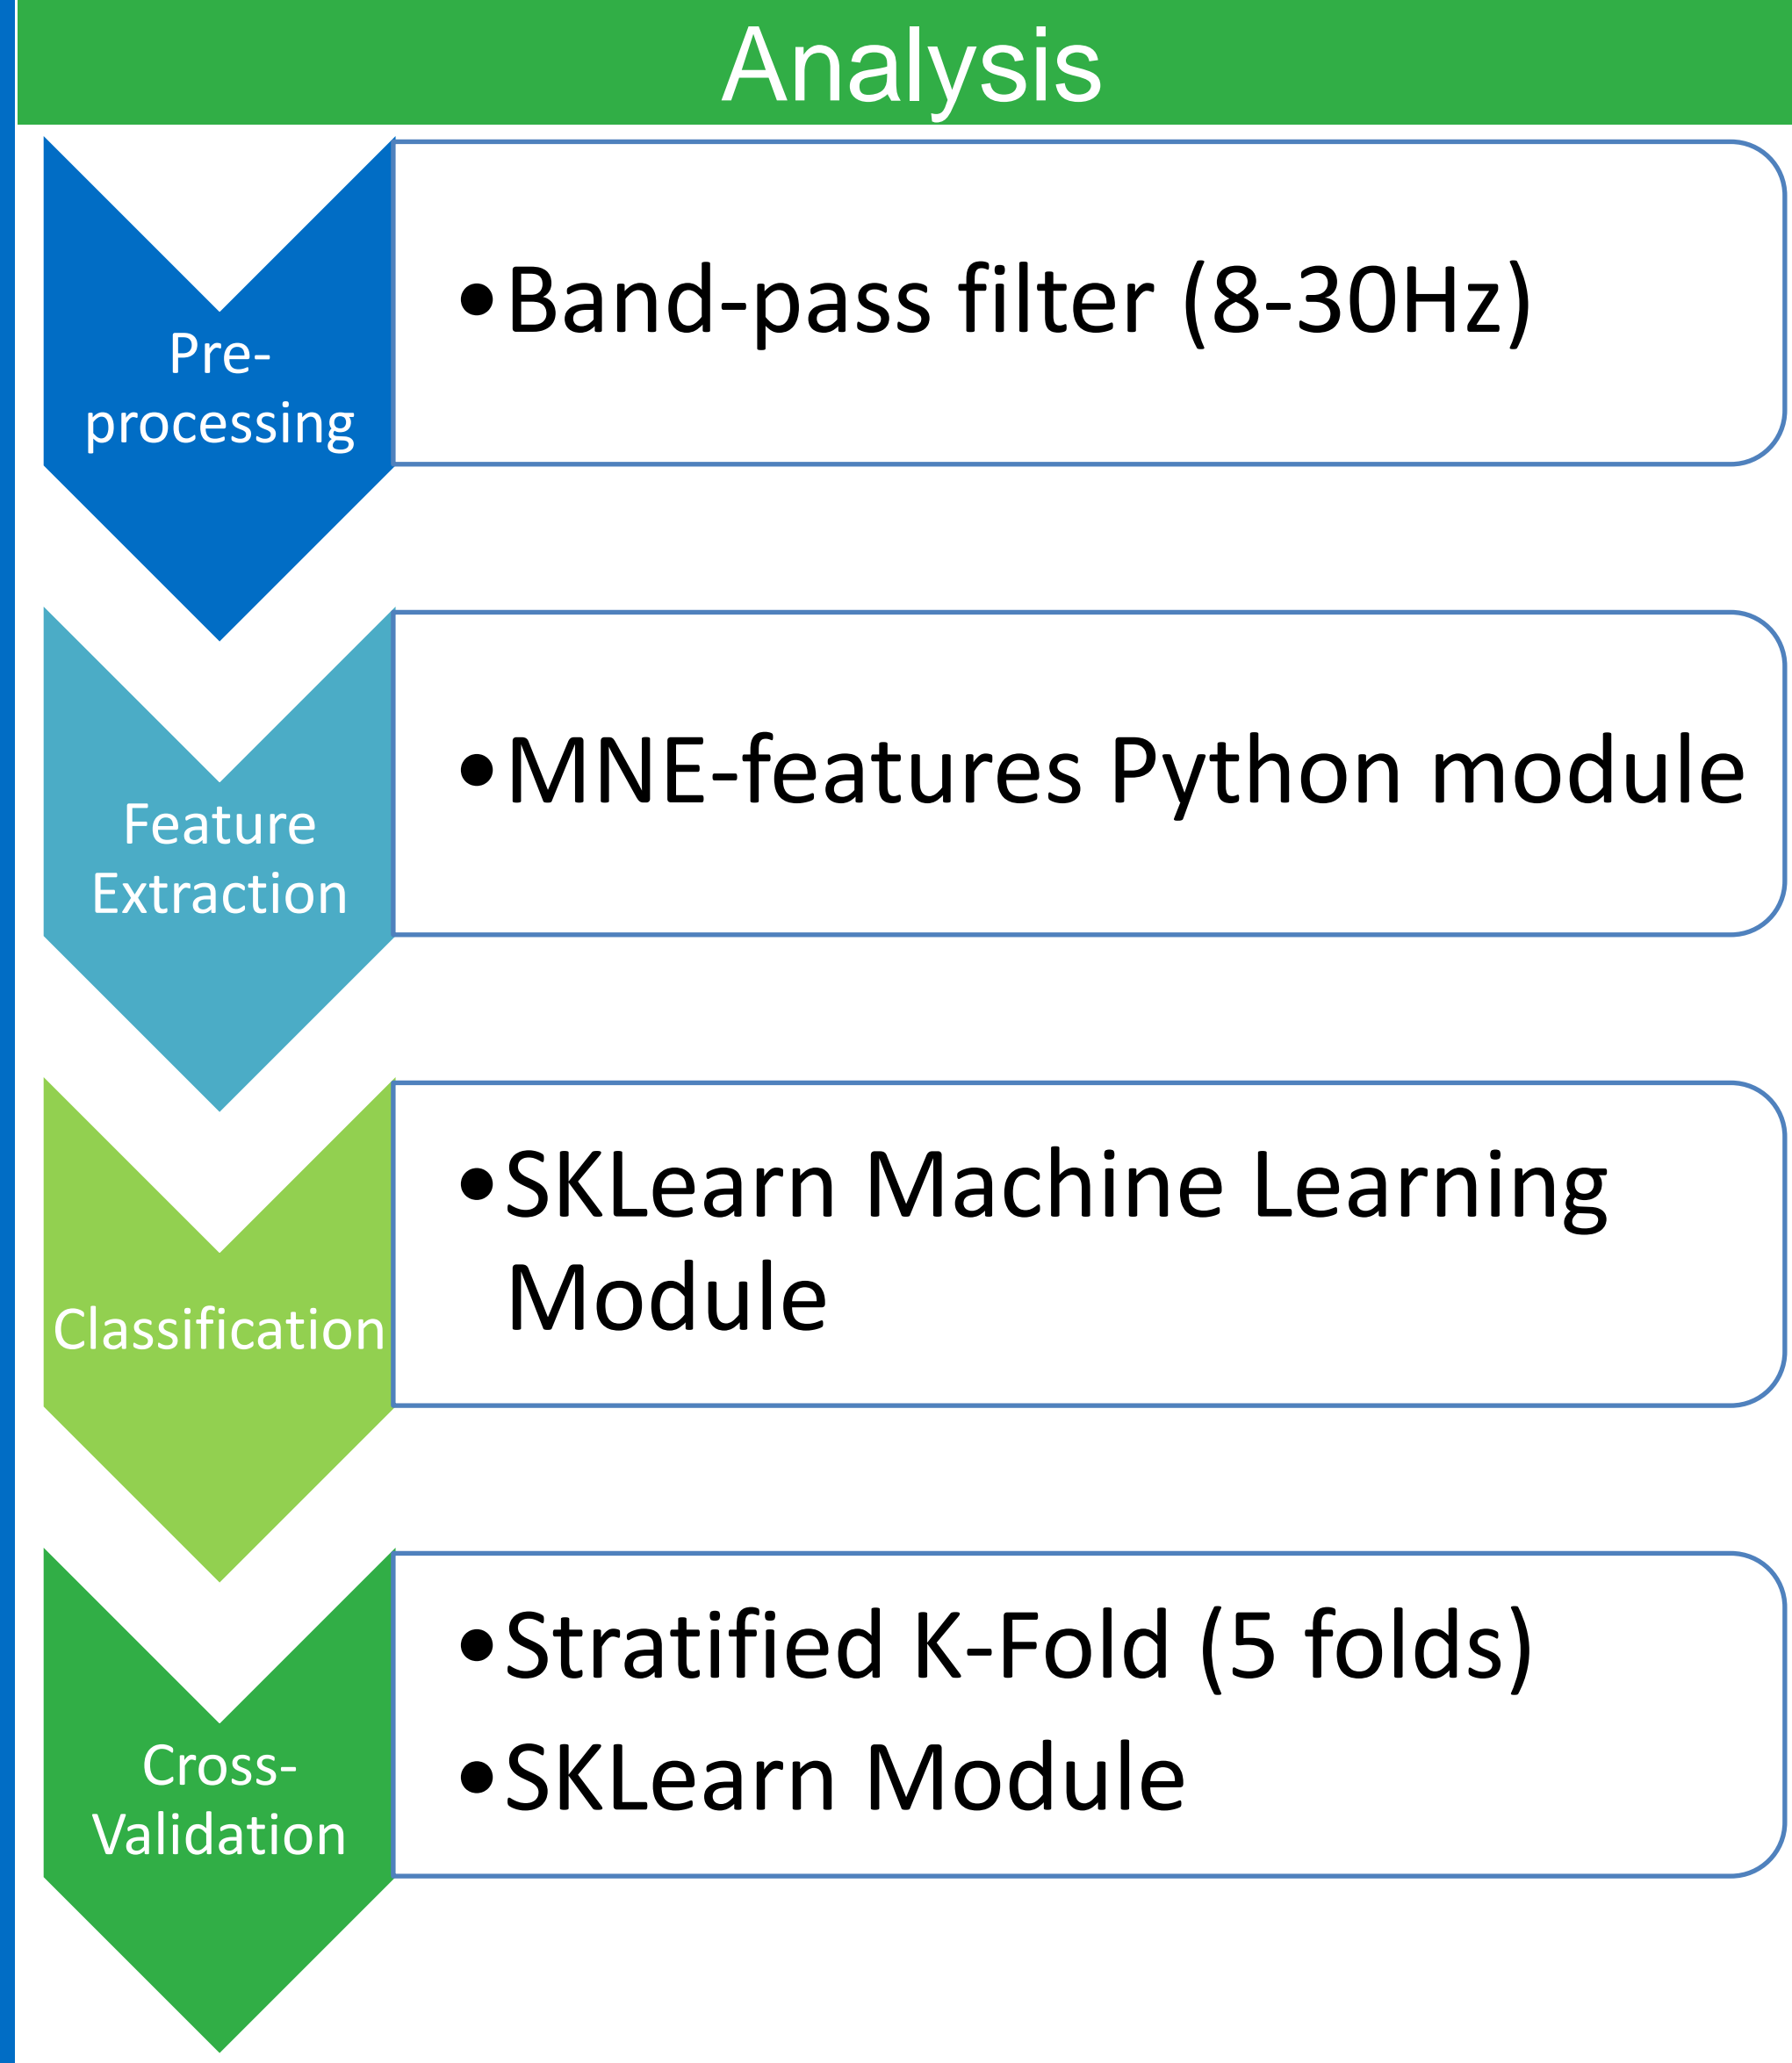 Analysis
Pre-
processing
•Band-pass filter (8-30Hz)
Feature
Extraction
•MNE-features Python module
Classification
•SKLearn Machine Learning
Module
Cross-
Validation
•Stratified K-Fold (5 folds)
•SKLearn Module